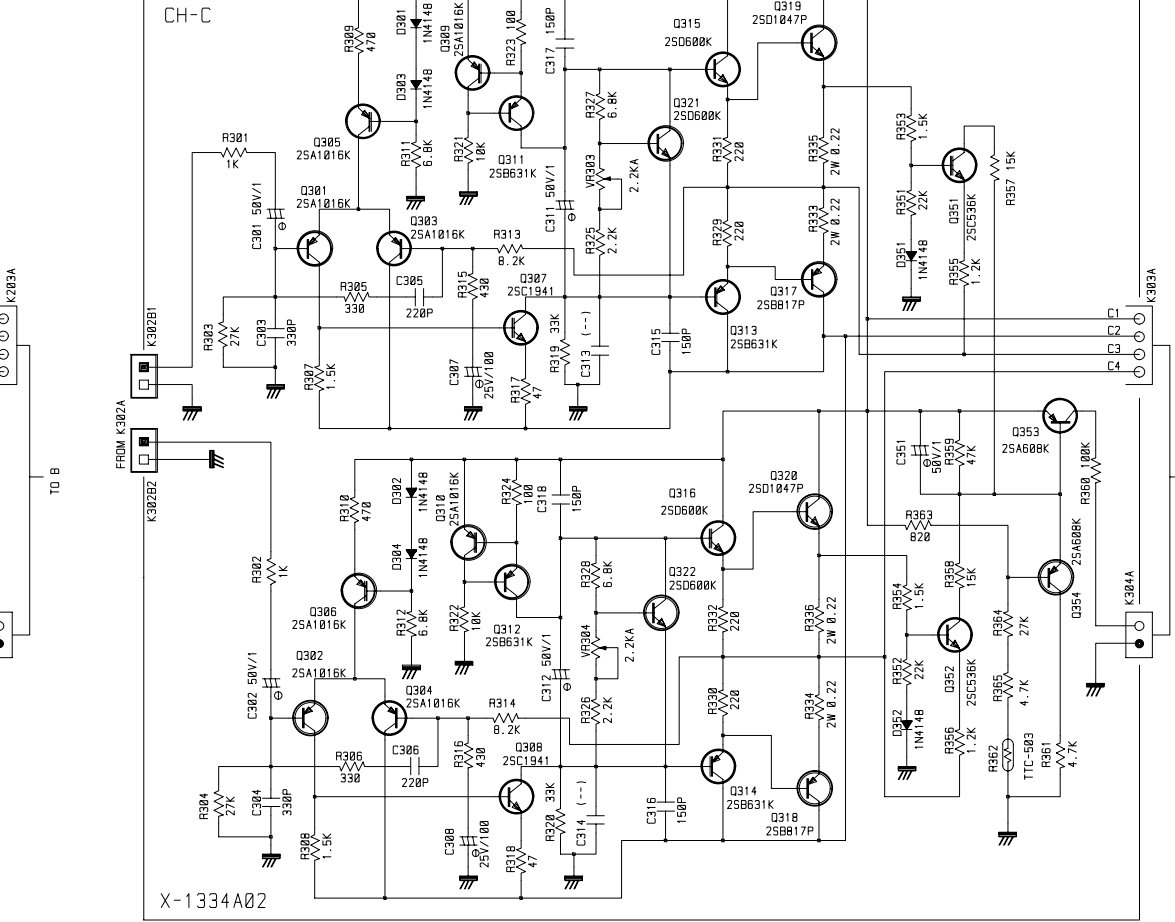 CH-C
R309
470
D301
1N4148
D303
1N4148
Q309
2SA1016K
R323 100
C317 150P
Q315
2SD600K
Q319
2SD1047P
R301
1K
Q305
2SA1016K
R311
6.8K
R321
10K
Q311
2SB631K
R327
6.8K
VR303
2.2KA
Q321
2SD600K
R331
220
R335
2W 0.22
R353
1.5K
R351
22K
Q351
2SC536K
R357 15K
C301 50V/1
Q301
2SA1016K
Q303
2SA1016K
C311 50V/1
R325
2.2K
R329
220
R333
2W 0.22
D351
1N4148
R355
1.2K
R313
8.2K
R315
430
Q307
2SC1941
R305
330
C305
220P
Q317
2SB817P
Q313
2SB631K
K203A
K302B1
R303
27K
C303
330P
R307
1.5K
C307
25V/100
R317
47
R319 33K
C313 (--)
C315
150P
K303A
C1
C2
C3
C4
TO B
FROM K302A
K302B2
R310
470
D302
1N4148
D304
1N4148
Q310
2SA1016K
R324
100
C318
150P
Q316
2SD600K
Q320
2SD1047P
C351
50V/1
R359
47K
Q353
2SA608K
R360 100K
R363
820
2SA608K
Q354
R302
1K
Q306
2SA1016K
R312
6.8K
R322
10K
Q312
2SB631K
R328
6.8K
VR304
2.2KA
Q322
2SD600K
R332
220
R336
2W 0.22
R354
1.5K
R358
15K
R364
27K
K304A
C302 50V/1
Q302
2SA1016K
Q304
2SA1016K
C312 50V/1
R326
2.2K
R330
220
R334
2W 0.22
R352
22K
Q352
2SC536K
R365
4.7K
D352
1N4148
R356
1.2K
R362
TTC-503
R361
4.7K
R314
8.2K
R316
430
Q308
2SC1941
R306
330
C306
220P
Q314
2SB631K
Q318
2SB817P
R304
27K
C304
330P
R308
1.5K
C308
25V/100
R318
47
R320 33K
C314 (--)
C316
150P
X-1334A02